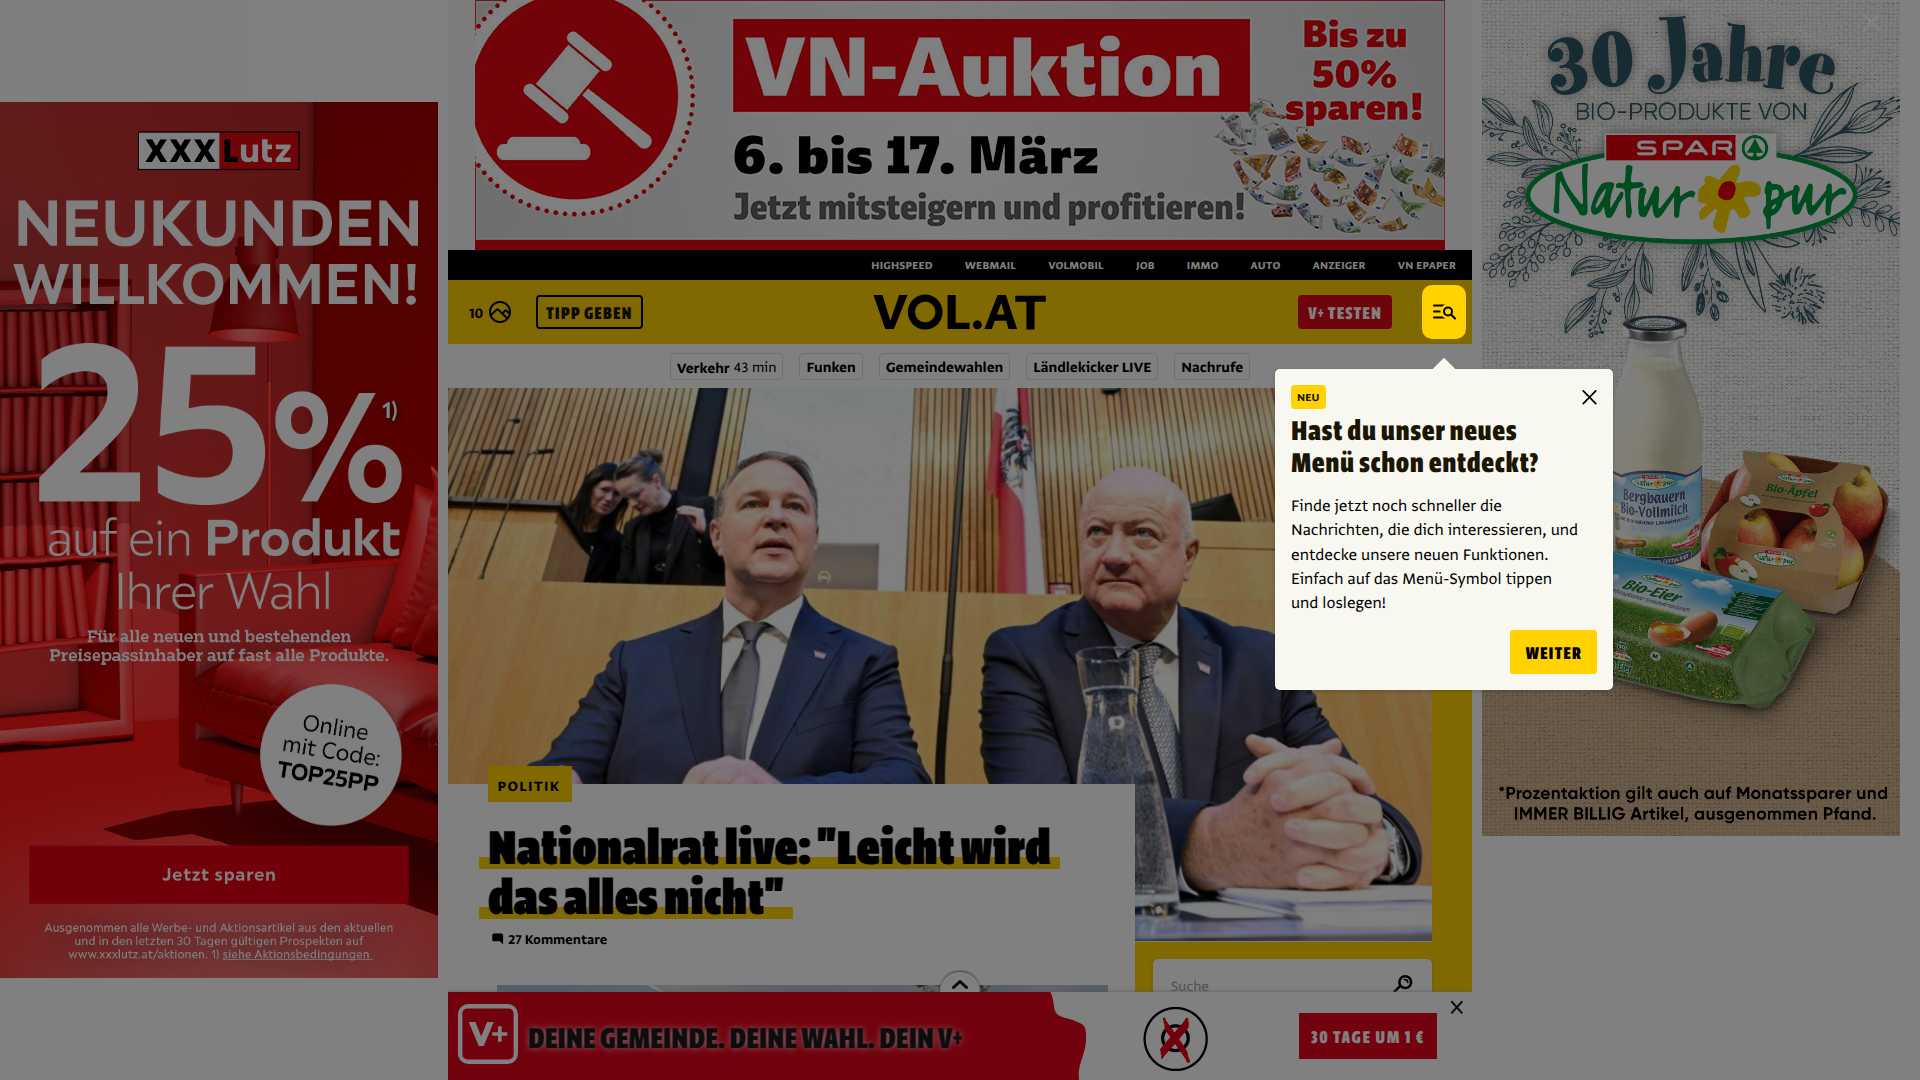 VN-Auktion
6. bis 17. März
Jetzt mitsteigern und profitieren!
Bis zu
50%
sparen!
XXXLutz
NEUKUNDEN
WILLKOMMEN!
25%1)
auf ein Produkt
Ihrer Wahl
Für alle neuen und bestehenden
Preisepassinhaber auf fast alle Produkte.
Online
mit Code:
TOP25PP
Jetzt sparen
Ausgenommen alle Werbe- und Aktionsartikel aus den aktuellen
und in den letzten 30 Tagen gültigen Prospekten auf
www.xxxlutz.at/aktionen. 1) siehe Aktionsbedingungen.
HIGHSPEED WEBMAIL VOLMOBIL JOB IMMO AUTO ANZEIGER VN EPAPER
10 TIPP GEBEN VOL.AT V+ TESTEN
Verkehr 43 min Funken Gemeindewahlen Ländlekicker LIVE Nachrufe
NEU
Hast du unser neues
Menü schon entdeckt?
Finde jetzt noch schneller die
Nachrichten, die dich interessieren, und
entdecke unsere neuen Funktionen.
Einfach auf das Menü-Symbol tippen
und loslegen!
WEITER
POLITIK
Nationalrat live: "Leicht wird
das alles nicht"
27 Kommentare
Suche
V+ DEINE GEMEINDE. DEINE WAHL. DEIN V+
30 TAGE UM 1 €
30 Jahre
BIO-PRODUKTE VON
SPAR
Natur pur
Bergbauern
Bio-Vollmilch
Bio-Äpfel
Bio-Eier
*Prozentaktion gilt auch auf Monatssparer und
IMMER BILLIG Artikel, ausgenommen Pfand.